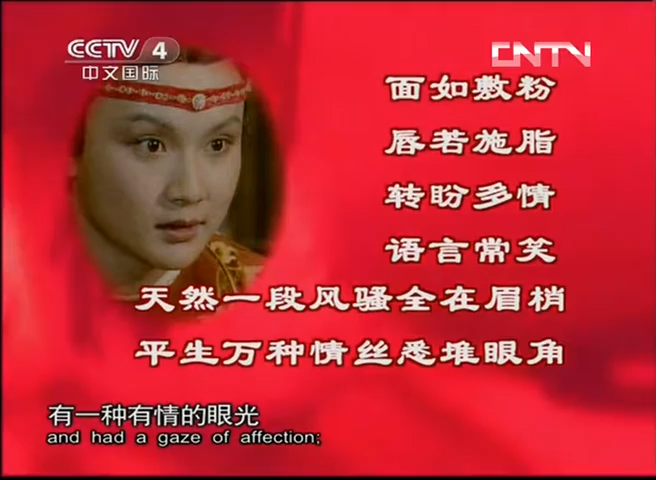 CCTV 4
中文国际
CNTV
面如敷粉
唇若施脂
转盼多情
语言常笑
天然一段风骚全在眉梢
平生万种情丝悉堆眼角
有一种有情的眼光
and had a gaze of affection;